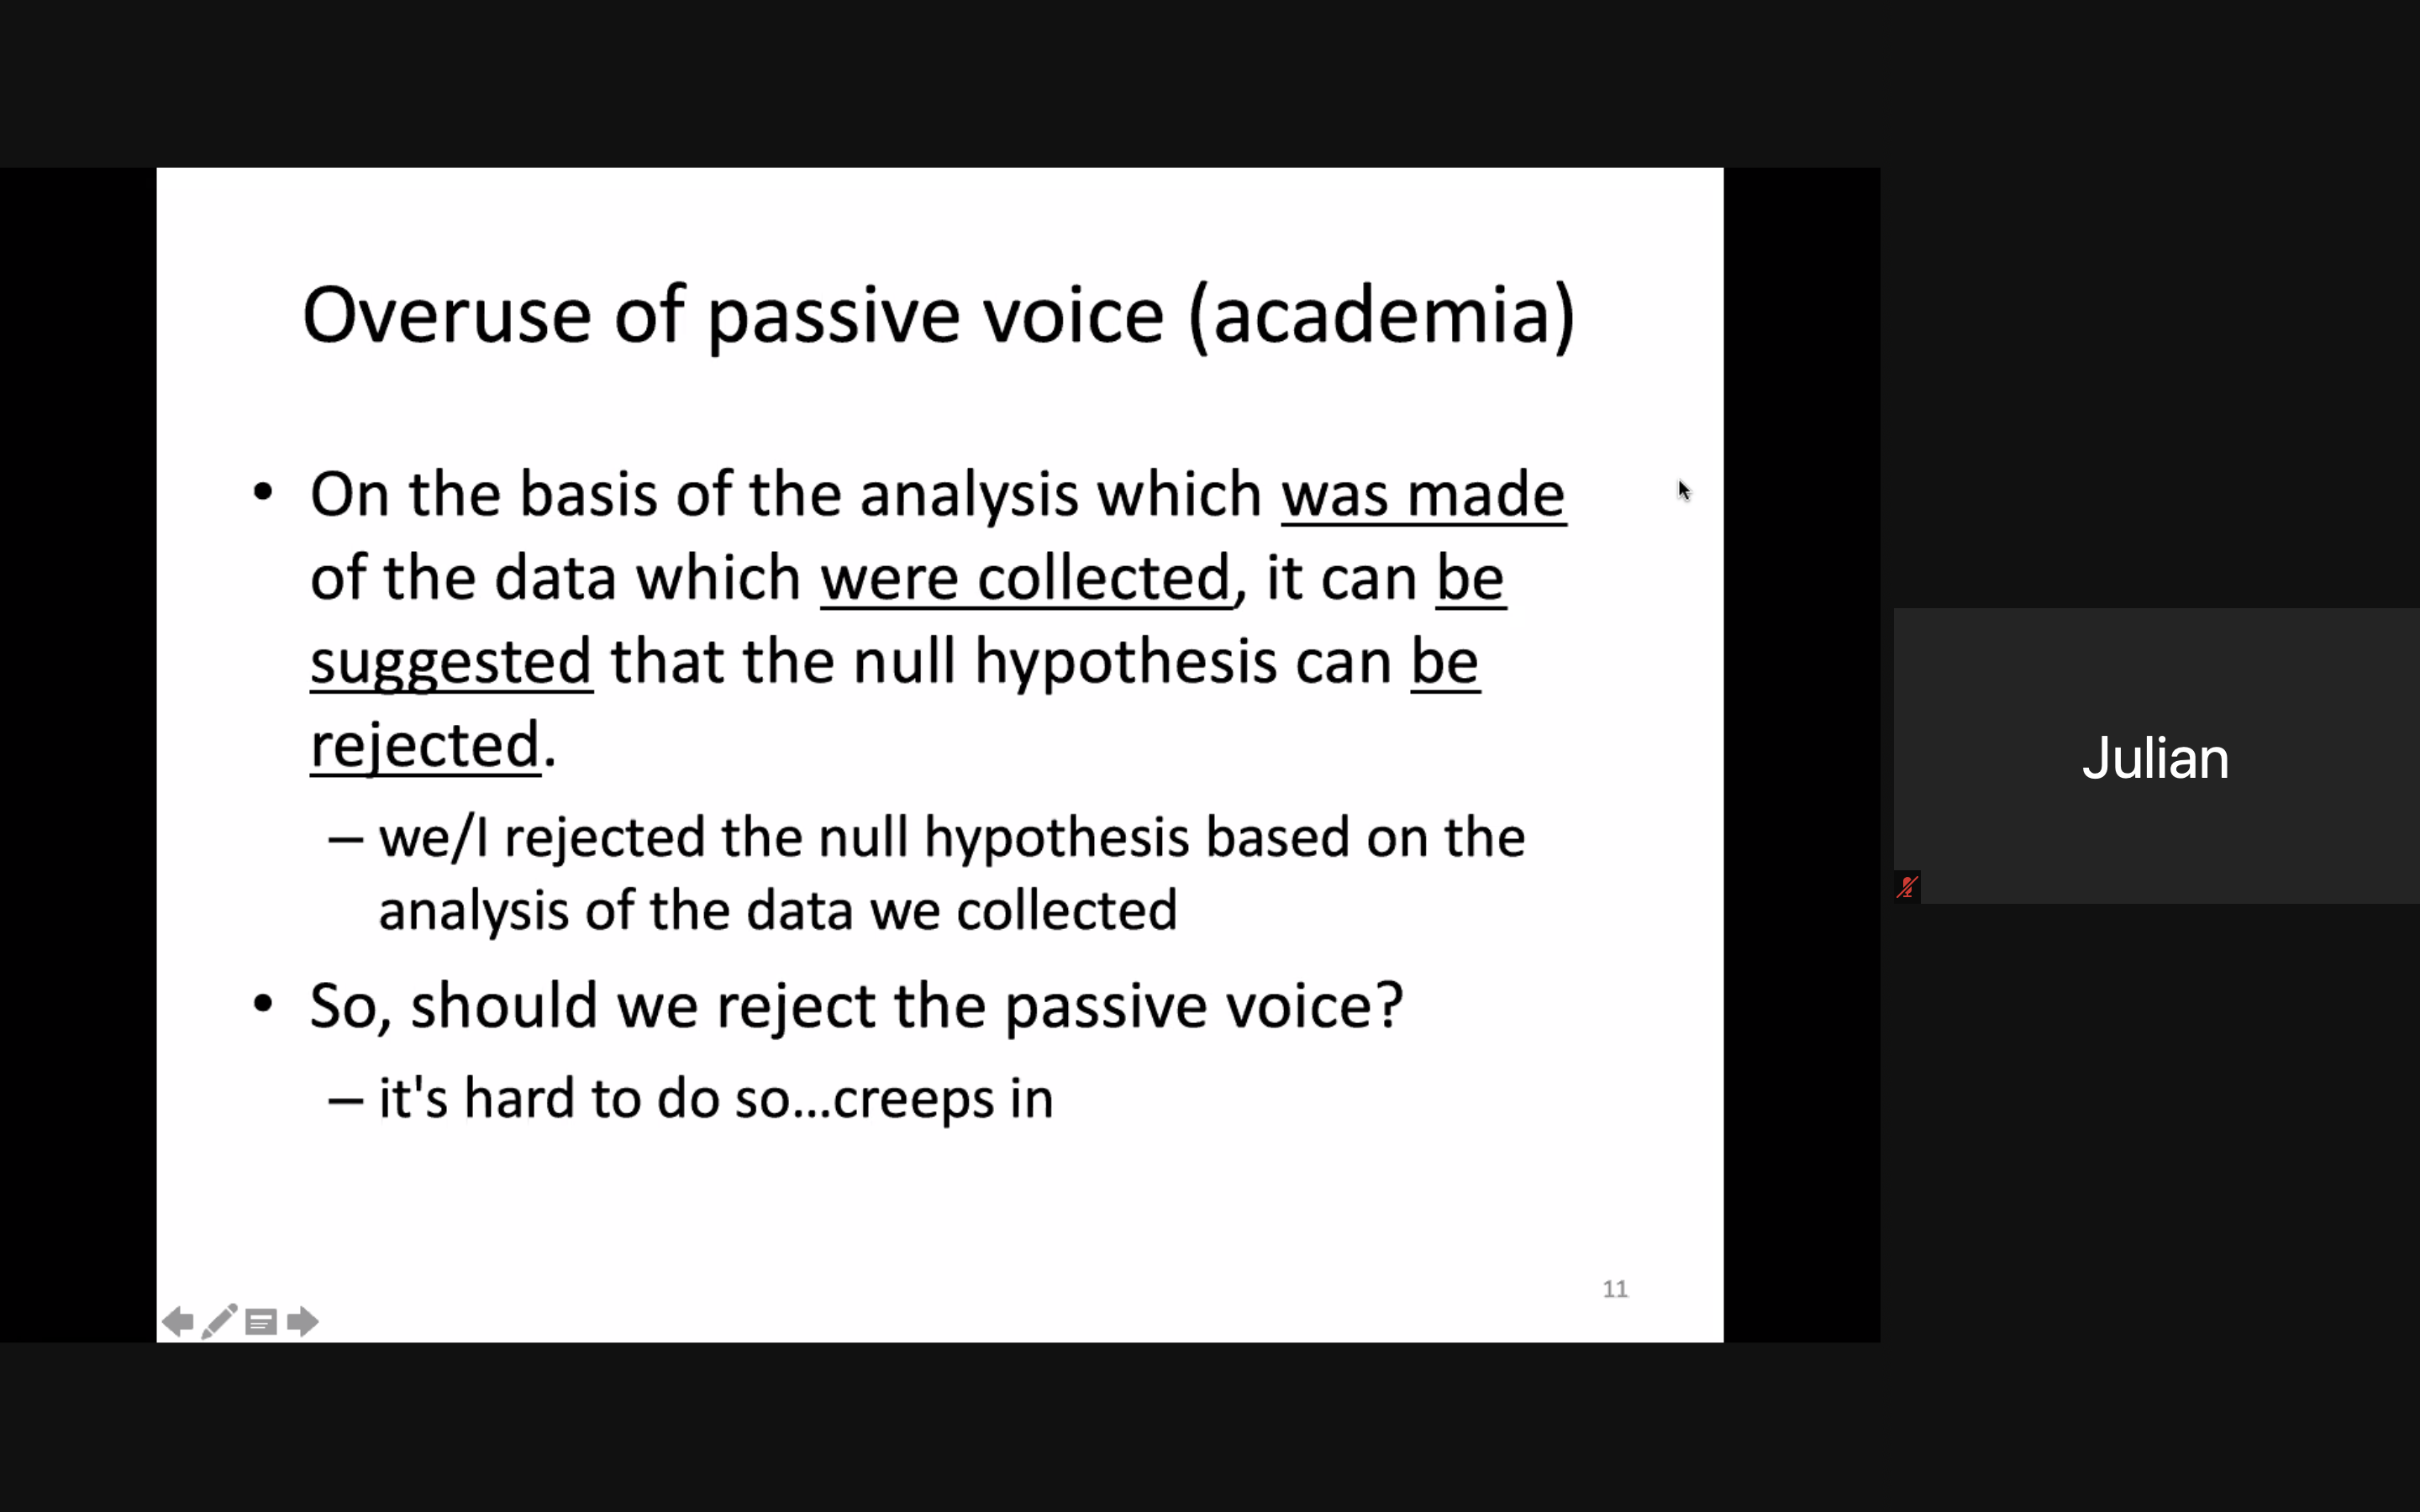 Overuse of passive voice (academia)
• On the basis of the analysis which was made
of the data which were collected, it can be
suggested that the null hypothesis can be
rejected.
– we/I rejected the null hypothesis based on the
analysis of the data we collected
• So, should we reject the passive voice?
– it's hard to do so...creeps in
11
Julian